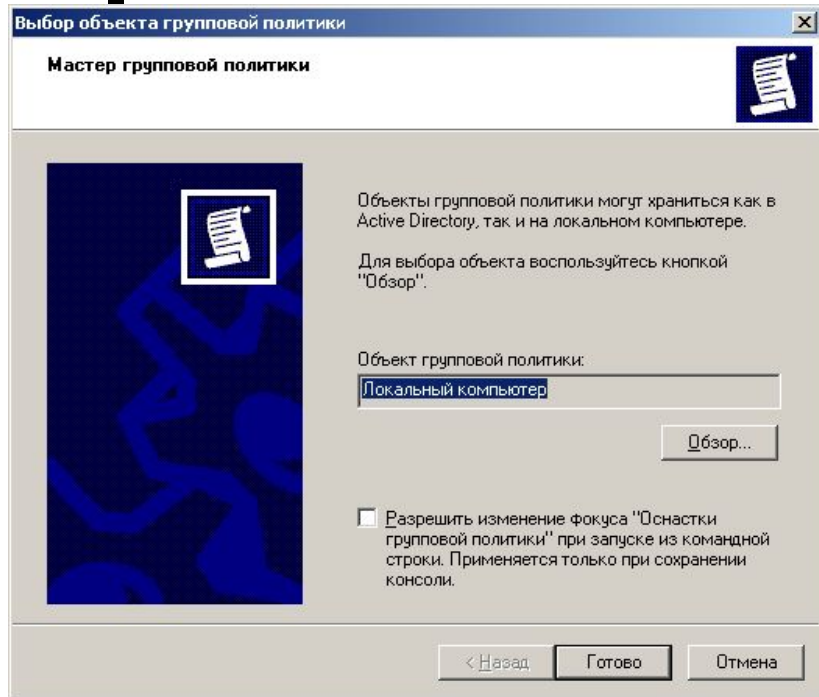 Выбор объекта групповой политики
Мастер групповой политики
Объекты групповой политики могут храниться как в
Active Directory, так и на локальном компьютере.
Для выбора объекта воспользуйтесь кнопкой
"Обзор".
Объект групповой политики:
Локальный компьютер
Обзор...
Разрешить изменение фокуса "Оснастки
групповой политики" при запуске из командной
строки. Применяется только при сохранении
консоли.
< Назад Готово Отмена